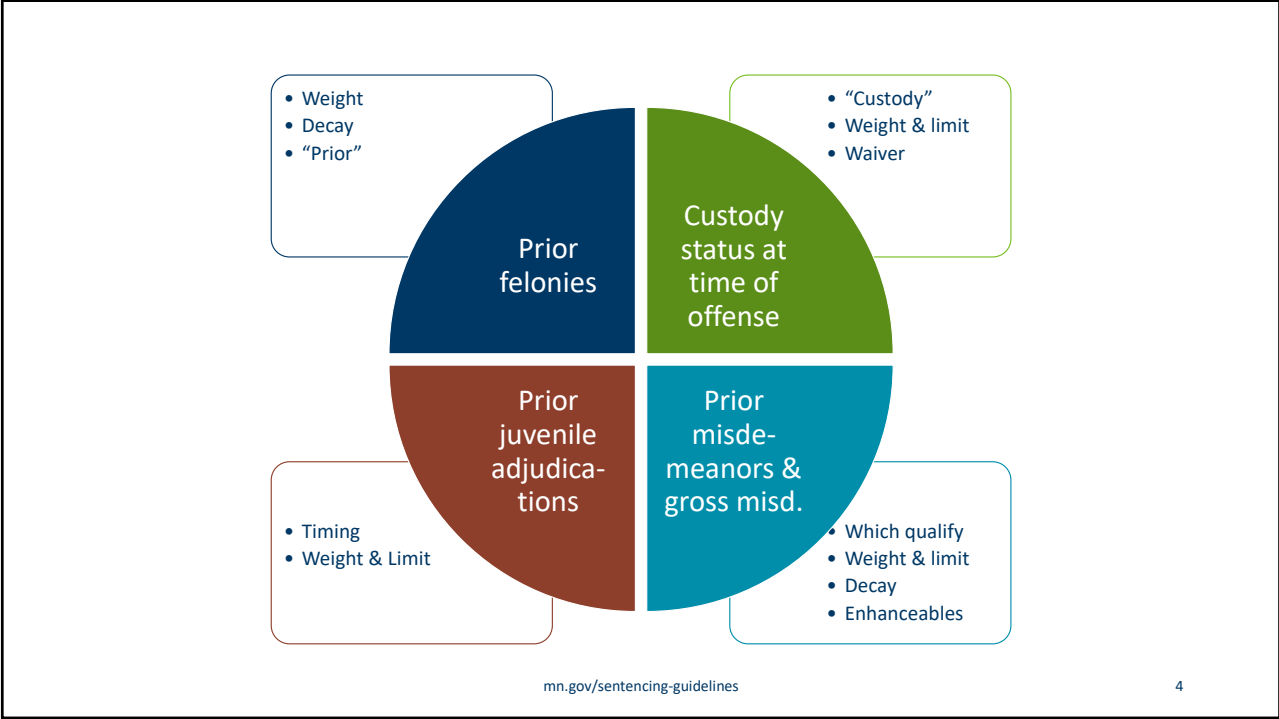 • Weight
• Decay
• “Prior”
Prior
felonies
• “Custody”
• Weight & limit
• Waiver
Custody
status at
time of
offense
Prior
juvenile
adjudica-
tions
• Timing
• Weight & Limit
Prior
misde-
meanors &
gross misd.
• Which qualify
• Weight & limit
• Decay
• Enhanceables
mn.gov/sentencing-guidelines
4